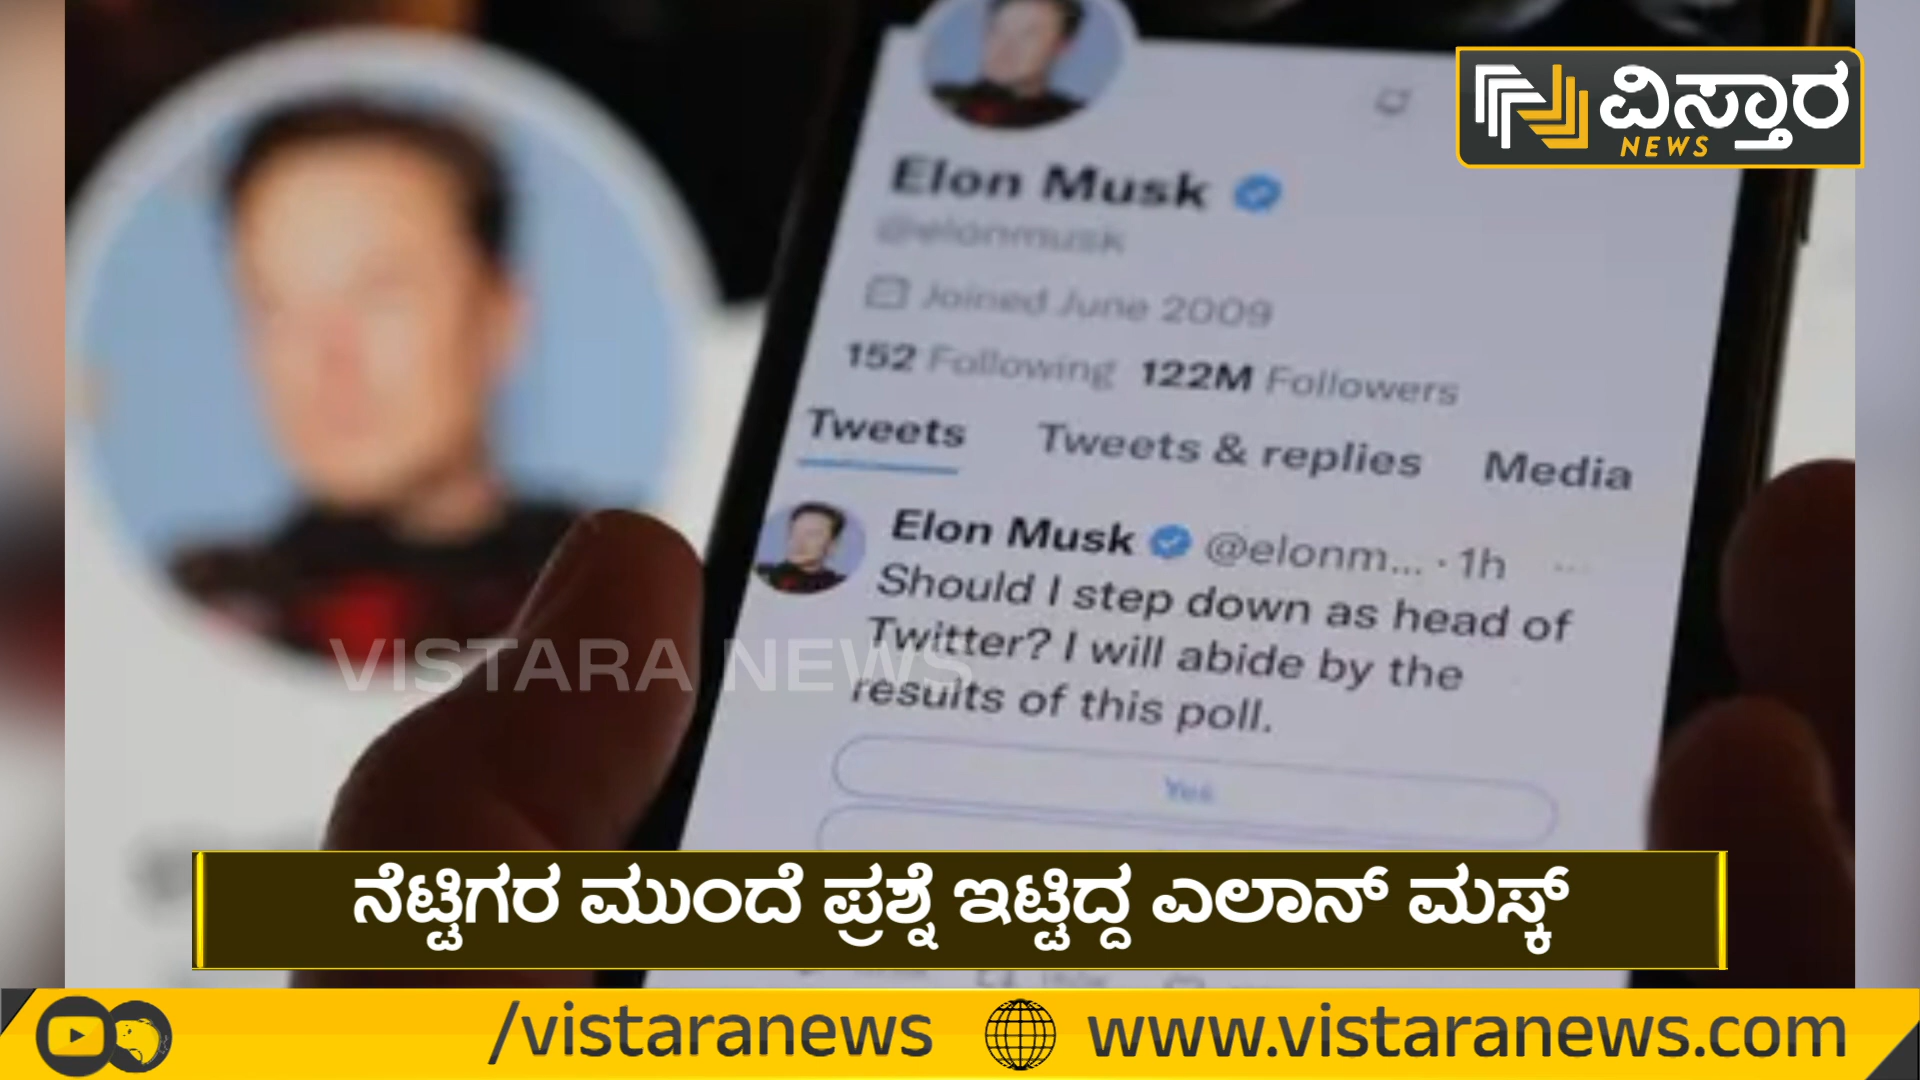 ವಿಸ್ತಾರ
NEWS
Elon Musk
@elonmusk
Joined June 2009
152 Following 122M Followers
Tweets Tweets & replies Media
Elon Musk @elonm... · 1h ...
Should I step down as head of
Twitter? I will abide by the
results of this poll.
Yes
VISTARA NEWS
ನೆಟ್ಟಿಗರ ಮುಂದೆ ಪ್ರಶ್ನೆ ಇಟ್ಟಿದ್ದ ಎಲಾನ್ ಮಸ್ಕ್
/vistaranews www.vistaranews.com